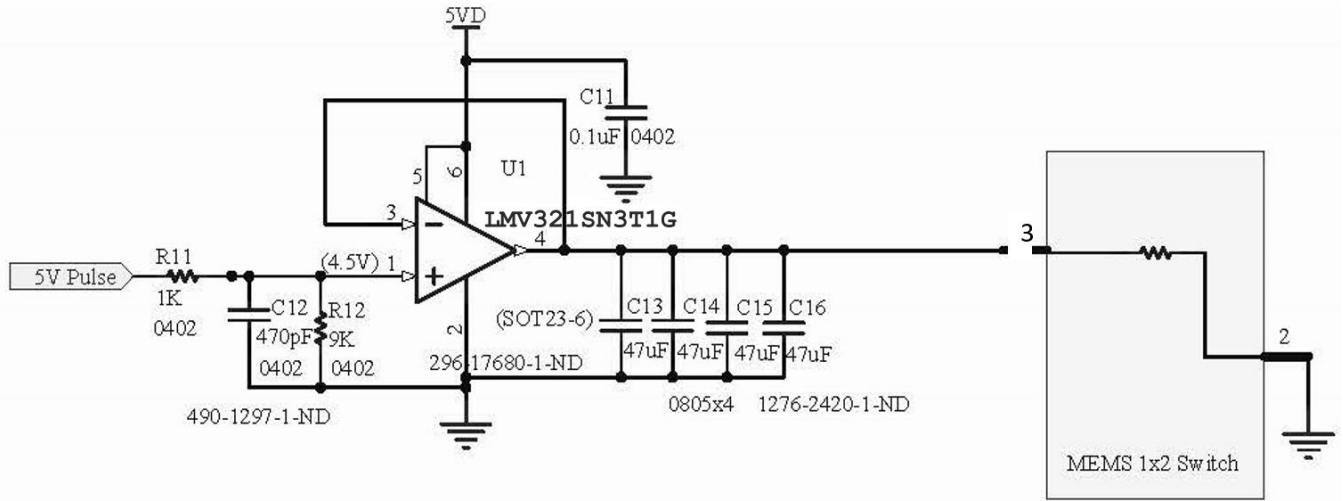 5VD
C11
0.1uF 0402
5
6
U1
LMV321SN3T1G
3
4
5V Pulse
R11
1K
0402
(4.5V) 1
C12
470pF
0402
R12
9K
0402
2
(SOT23-6)
296-17680-1-ND
490-1297-1-ND
C13
47uF
C14
47uF
C15
47uF
C16
47uF
0805x4 1276-2420-1-ND
3
2
MEMS 1x2 Switch